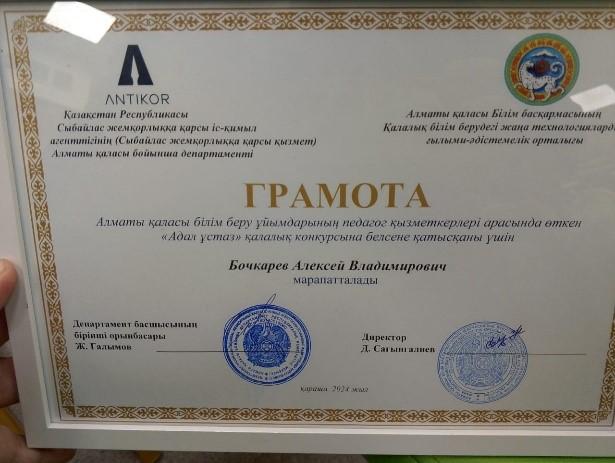 ANTIKOR
Қазақстан Республикасы
Сыбайлас жемқорлыққа қарсы іс-қимыл
агенттігінің (Сыбайлас жемқорлыққа қарсы қызмет)
Алматы қаласы бойынша департаменті
Алматы қаласы Білім басқармасының
Қалалық білім берудегі жаңа технологиялард
ғылыми-әдістемелік орталығы
ГРАМОТА
Алматы қаласы білім беру ұйымдарының педагог қызметкерлері арасында өткен
«Адал ұстаз» қалалық конкурсына белсене қатысқаны үшін
Бочкарев Алексей Владимирович
марапатталады
Департамент басшысының
бірінші орынбасары
Ж. Галымов
Директор
Д. Сагынгалиев
қараша 2024 жыл